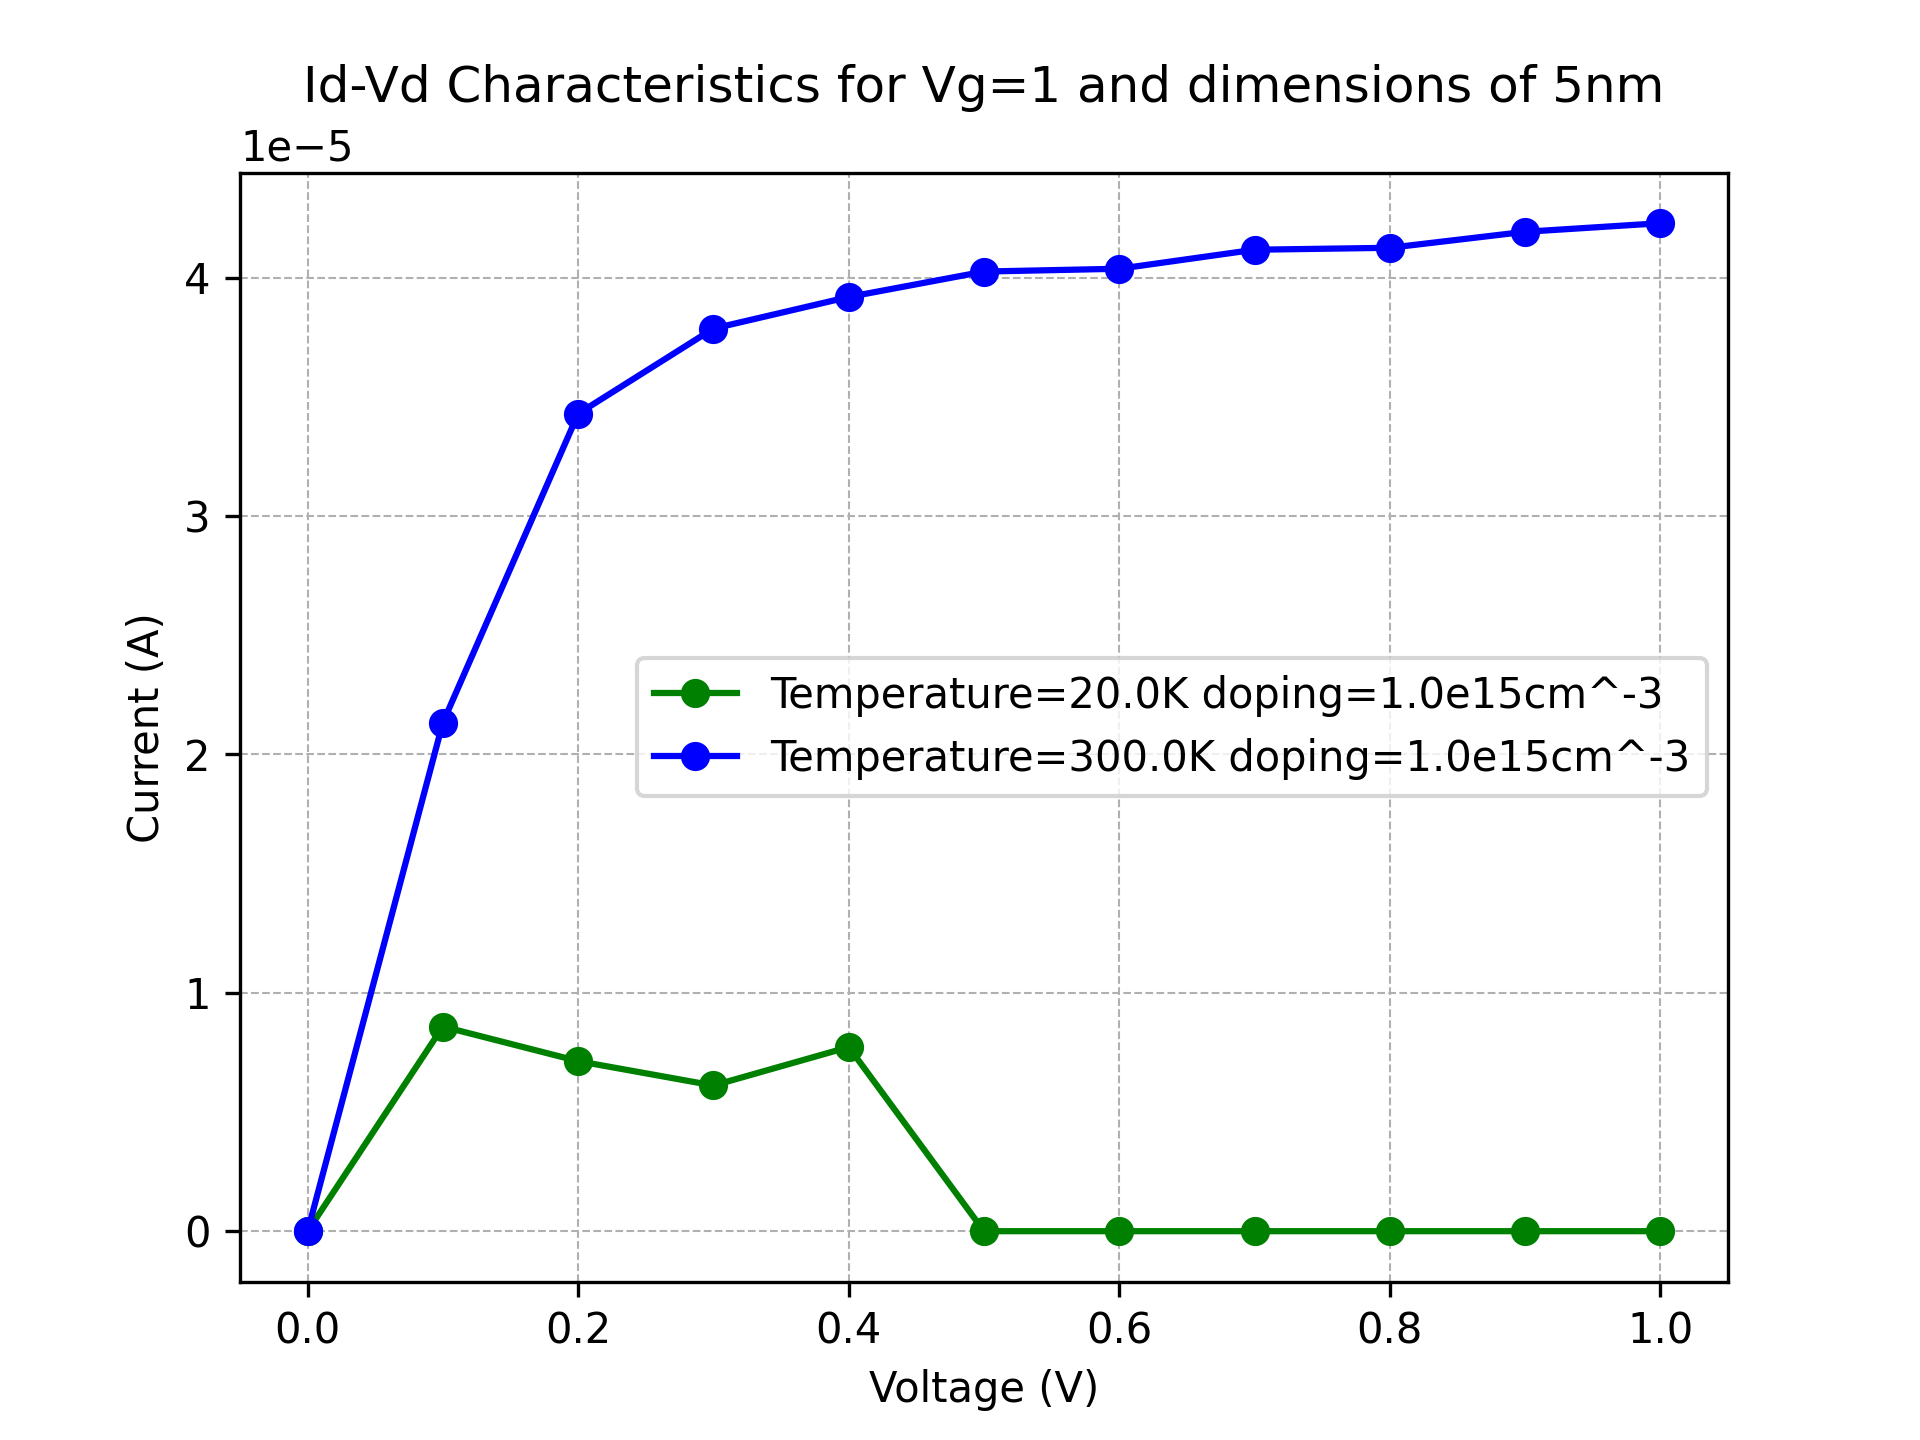 Id-Vd Characteristics for Vg=1 and dimensions of 5nm
1e−5
4
3
2
1
0
Current (A)
Temperature=20.0K doping=1.0e15cm^-3
Temperature=300.0K doping=1.0e15cm^-3
0.0 0.2 0.4 0.6 0.8 1.0
Voltage (V)